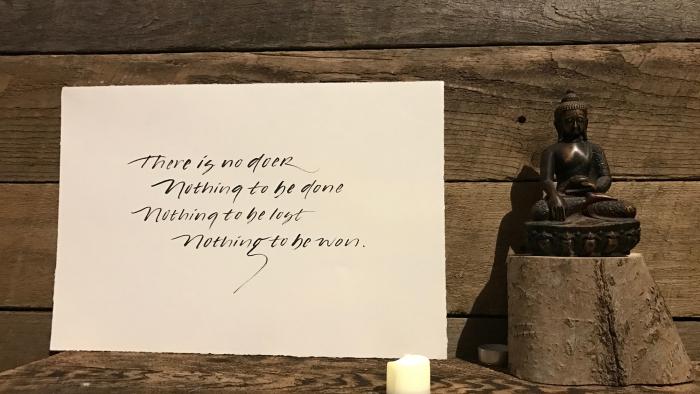 There is no doer
Nothing to be done
Nothing to be lost
Nothing to be won.